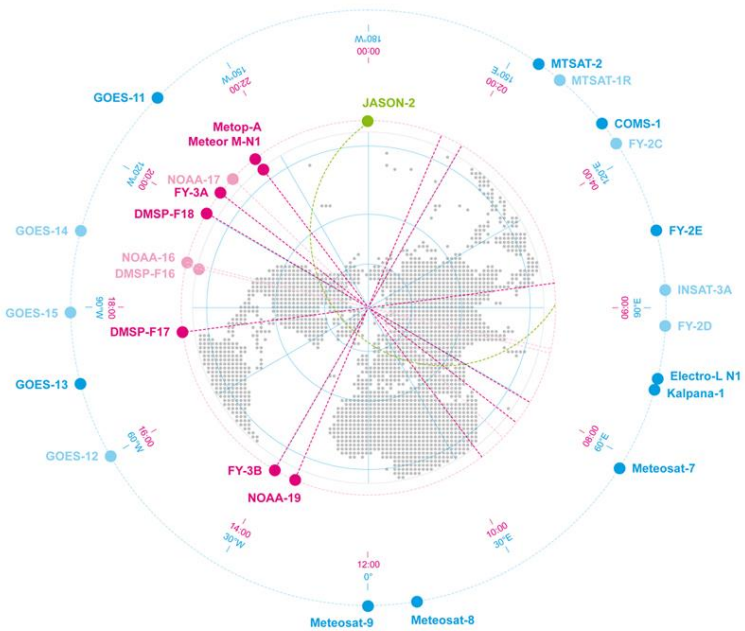 180°W
00:00
150°W
22:00
150°E
02:00
MTSAT-2
MTSAT-1R
GOES-11
JASON-2
COMS-1
FY-2C
Metop-A
Meteor M-N1
NOAA-17
FY-3A
DMSP-F18
120°W
20:00
120°E
04:00
GOES-14
FY-2E
NOAA-16
DMSP-F16
INSAT-3A
GOES-15
90°W
18:00
06:00
90°E
FY-2D
DMSP-F17
GOES-13
Electro-L N1
Kalpana-1
16:00
60°W
08:00
60°E
GOES-12
FY-3B
NOAA-19
Meteosat-7
14:00
30°W
10:00
30°E
12:00
0°
Meteosat-9
Meteosat-8